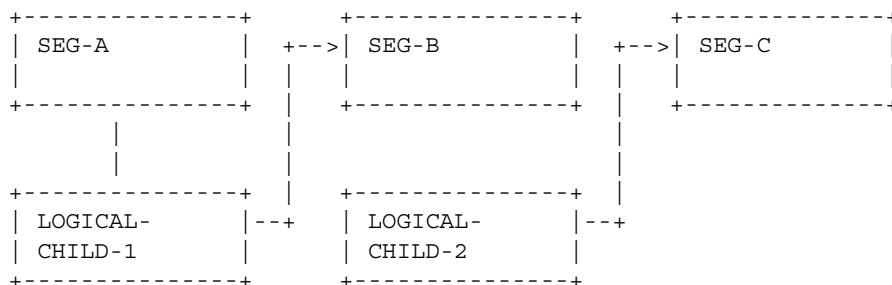 SEG-A
SEG-B
SEG-C
LOGICAL-
CHILD-1
LOGICAL-
CHILD-2